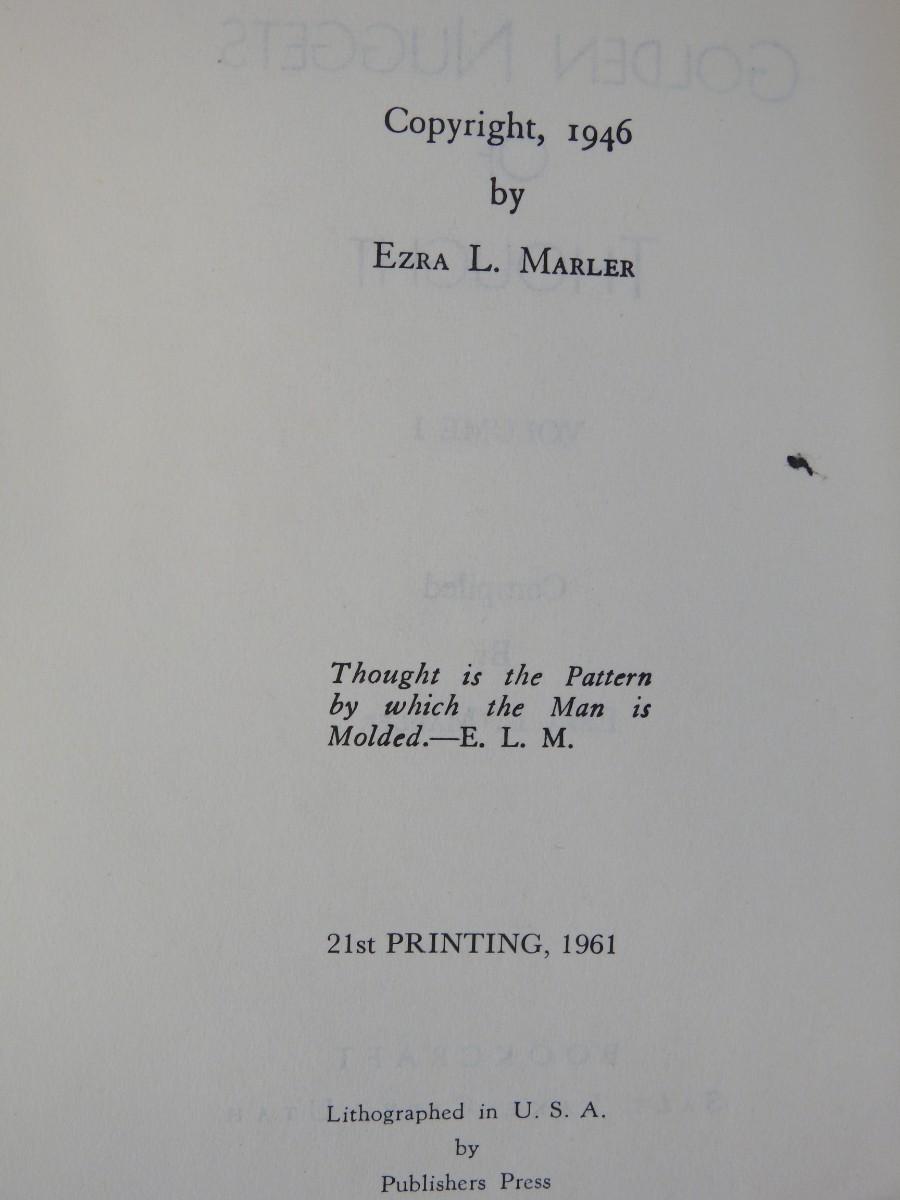 Copyright, 1946
by
EZRA L. MARLER
Thought is the Pattern
by which the Man is
Molded.—E. L. M.
21st PRINTING, 1961
Lithographed in U. S. A.
by
Publishers Press